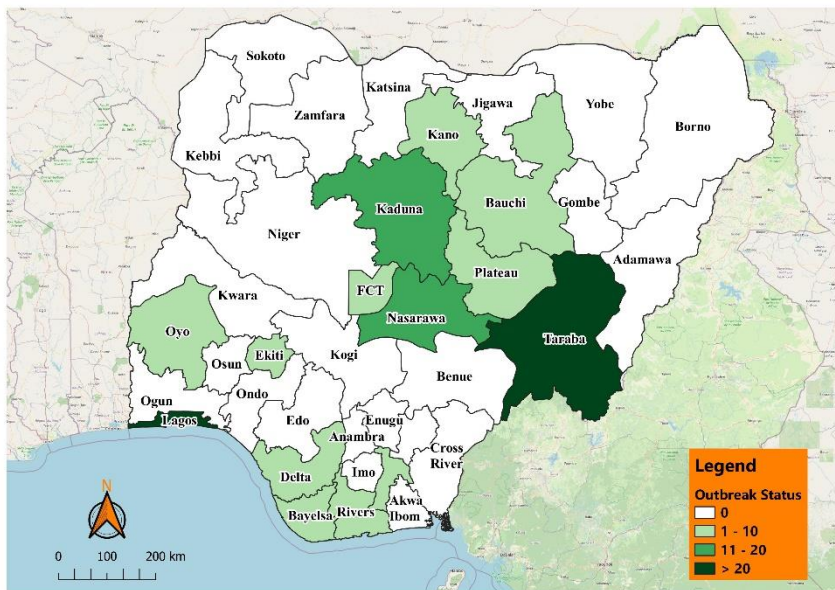 Sokoto
Katsina
Jigawa
Yobe
Zamfara
Kano
Borno
Kebbi
Kaduna
Bauchi
Gombe
Niger
Adamawa
Plateau
FCT
Kwara
Nasarawa
Oyo
Taraba
Osun
Ekiti
Kogi
Benue
Ogun
Ondo
Lagos
Edo
Enugu
Anambra
Cross
River
Delta
Imo
Akwa
Ibom
Bayelsa
Rivers
N
0 100 200 km
Legend
Outbreak Status
0
1 - 10
11 - 20
> 20